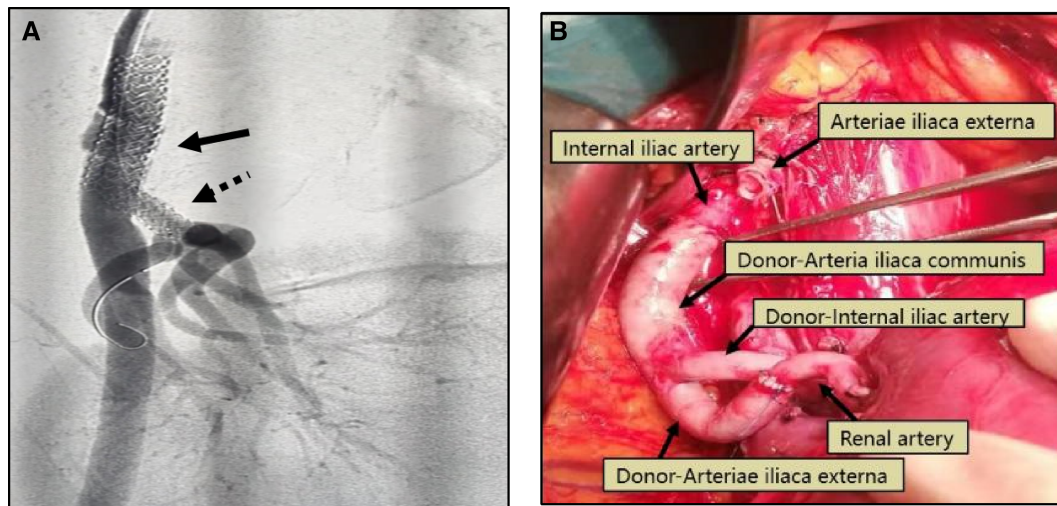 A
B
Arteriae iliaca externa
Internal iliac artery
Donor-Arteria iliaca communis
Donor-Internal iliac artery
Renal artery
Donor-Arteriae iliaca externa